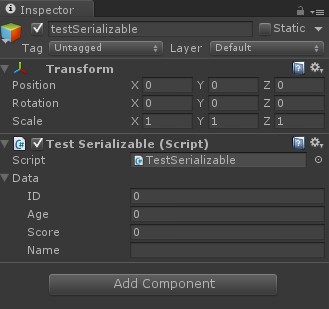 Inspector
testSerializable Static
Tag Untagged Layer Default
Transform
Position X 0 Y 0 Z 0
Rotation X 0 Y 0 Z 0
Scale X 1 Y 1 Z 1
Test Serializable (Script)
Script TestSerializable
Data
ID 0
Age 0
Score 0
Name
Add Component